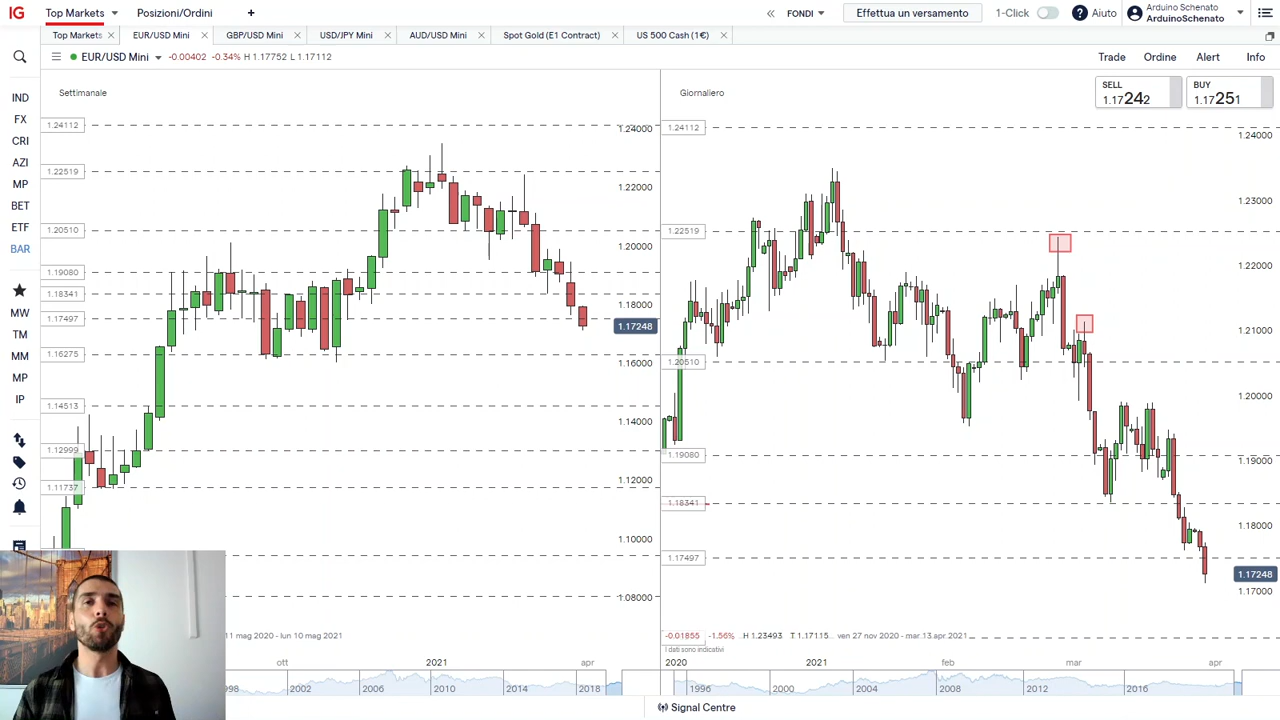 IG Top Markets Posizioni/Ordini + « FONDI Effettua un versamento 1-Click Aiuto Arduino Schenato
ArduinoSchenato
Top Markets EUR/USD Mini GBP/USD Mini USD/JPY Mini AUD/USD Mini Spot Gold (E1 Contract) US 500 Cash (1€)
EUR/USD Mini -0.00402 -0.34% H 1.17752 L 1.17112 Trade Ordine Alert Info
IND
FX
CRI
AZI
MP
BET
ETF
BAR
MW
TM
MM
MP
IP
Settimanale
1.24112
1.22519
1.20510
1.19080
1.18341
1.17497
1.16275
1.14513
1.12999
1.11737
1.24000
1.22000
1.20000
1.18000
1.17248
1.16000
1.14000
1.12000
1.10000
1.08000
11 mag 2020 - lun 10 mag 2021
ott 2021 apr
998 2002 2006 2010 2014 2018
Giornaliero
SELL
1.17242
BUY
1.17251
1.24112
1.22519
1.20510
1.19080
1.18341
1.17497
1.24000
1.23000
1.22000
1.21000
1.20000
1.19000
1.18000
1.17248
1.17000
-0.01855 -1.56% H 1.23493 T 1.17115 ven 27 nov 2020 - mar 13 apr 2021
I dati sono indicativi
2020 2021 feb mar apr
1996 2000 2004 2008 2012 2016
Signal Centre